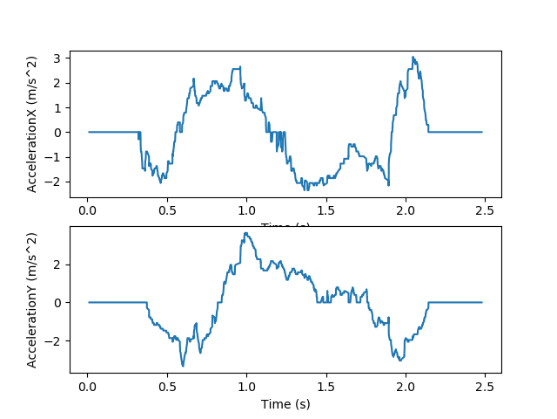 AccelerationX (m/s^2)
3
2
1
0
−1
−2
0.0 0.5 1.0 1.5 2.0 2.5
Time (s)
AccelerationY (m/s^2)
2
0
−2
0.0 0.5 1.0 1.5 2.0 2.5
Time (s)